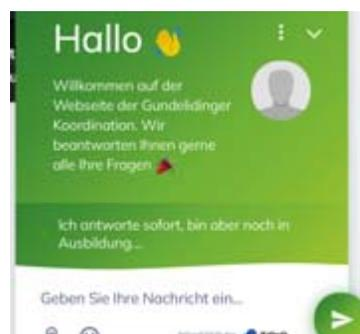 Hallo 👋
Willkommen auf der
Webseite der Gundelidinger
Koordination. Wir
beantworten Ihnen gerne
alle Ihre Fragen 🎉
Ich antworte sofort, bin aber noch in
Ausbildung...
Geben Sie Ihre Nachricht ein...